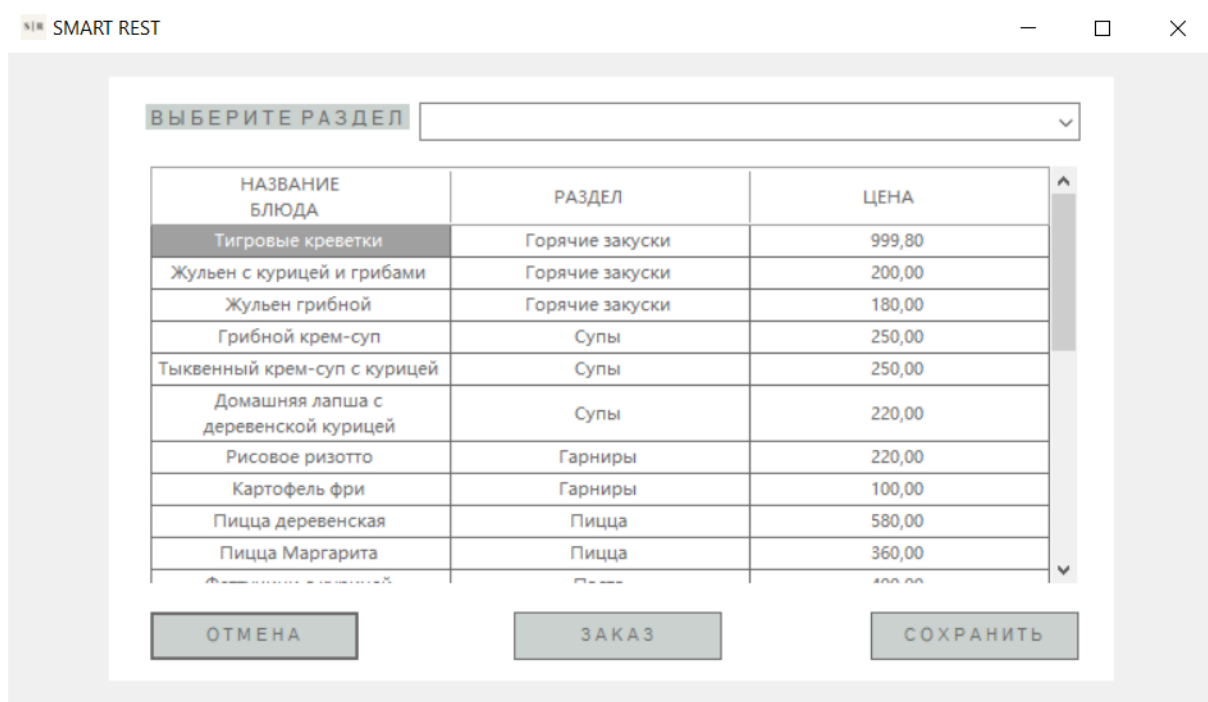 S|R SMART REST
ВЫБЕРИТЕ РАЗДЕЛ
НАЗВАНИЕ
БЛЮДА
РАЗДЕЛ ЦЕНА
Тигровые креветки Горячие закуски 999,80
Жульен с курицей и грибами Горячие закуски 200,00
Жульен грибной Горячие закуски 180,00
Грибной крем-суп Супы 250,00
Тыквенный крем-суп с курицей Супы 250,00
Домашняя лапша с
деревенской курицей Супы 220,00
Рисовое ризотто Гарниры 220,00
Картофель фри Гарниры 100,00
Пицца деревенская Пицца 580,00
Пицца Маргарита Пицца 360,00
ОТМЕНА ЗАКАЗ СОХРАНИТЬ